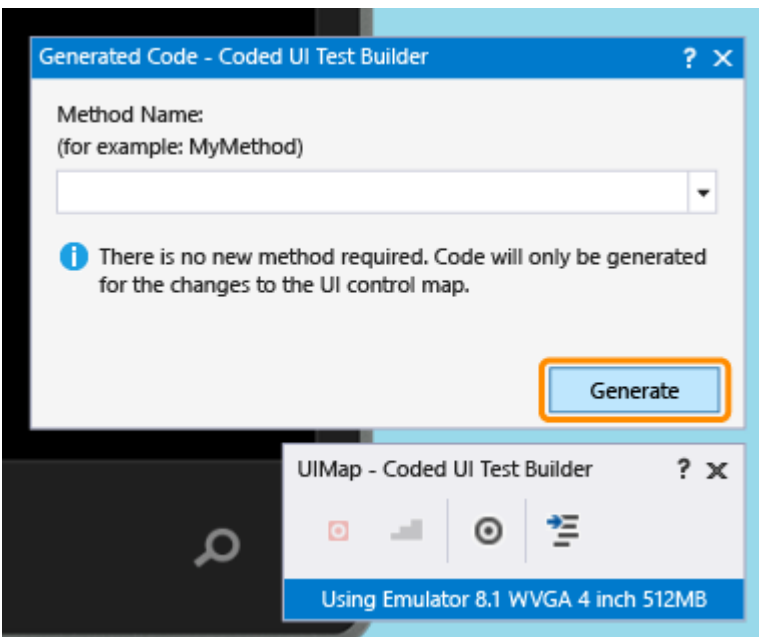 Generated Code - Coded UI Test Builder
Method Name:
(for example: MyMethod)
There is no new method required. Code will only be generated
for the changes to the UI control map.
Generate
UIMap - Coded UI Test Builder
Using Emulator 8.1 WVGA 4 inch 512MB